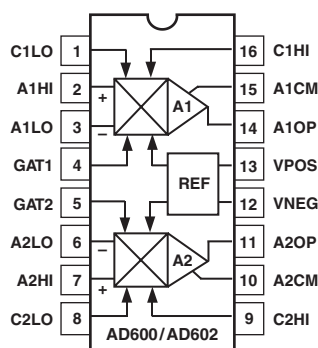 C1LO 1 16 C1HI
A1HI 2 + A1 15 A1CM
A1LO 3 – 14 A1OP
GAT1 4 13 VPOS
REF
GAT2 5 12 VNEG
A2LO 6 – 11 A2OP
A2HI 7 + A2 10 A2CM
C2LO 8 9 C2HI
AD600/AD602